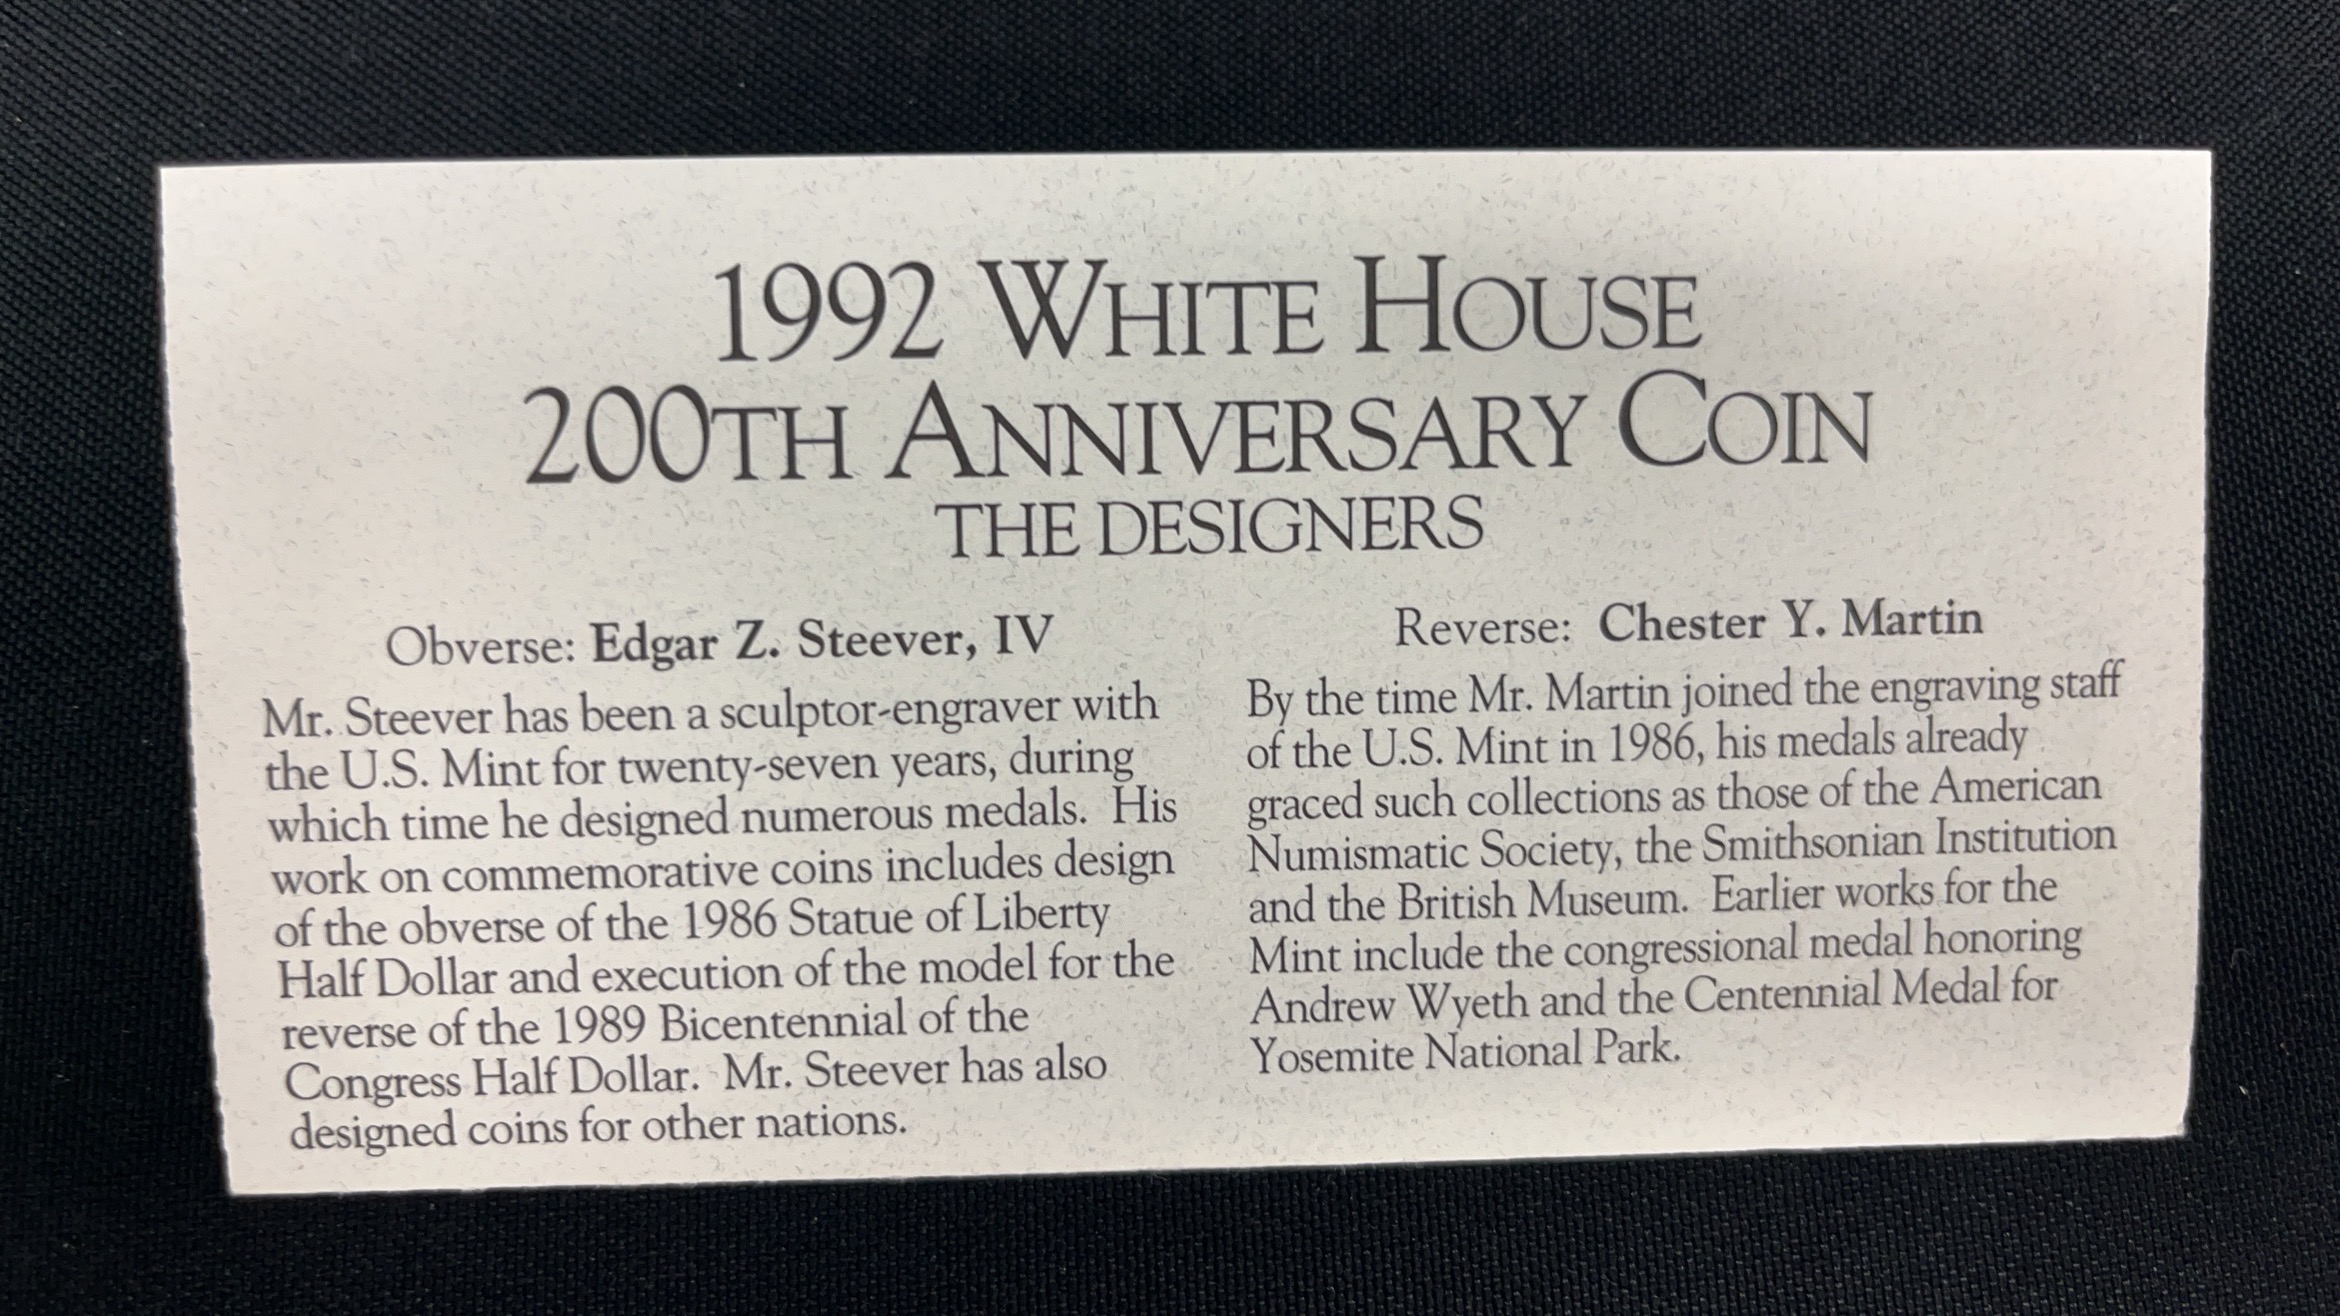 1992 WHITE HOUSE
200TH ANNIVERSARY COIN
THE DESIGNERS
Obverse: Edgar Z. Steever, IV
Mr. Steever has been a sculptor-engraver with
the U.S. Mint for twenty-seven years, during
which time he designed numerous medals. His
work on commemorative coins includes design
of the obverse of the 1986 Statue of Liberty
Half Dollar and execution of the model for the
reverse of the 1989 Bicentennial of the
Congress Half Dollar. Mr. Steever has also
designed coins for other nations.
Reverse: Chester Y. Martin
By the time Mr. Martin joined the engraving staff
of the U.S. Mint in 1986, his medals already
graced such collections as those of the American
Numismatic Society, the Smithsonian Institution
and the British Museum. Earlier works for the
Mint include the congressional medal honoring
Andrew Wyeth and the Centennial Medal for
Yosemite National Park.